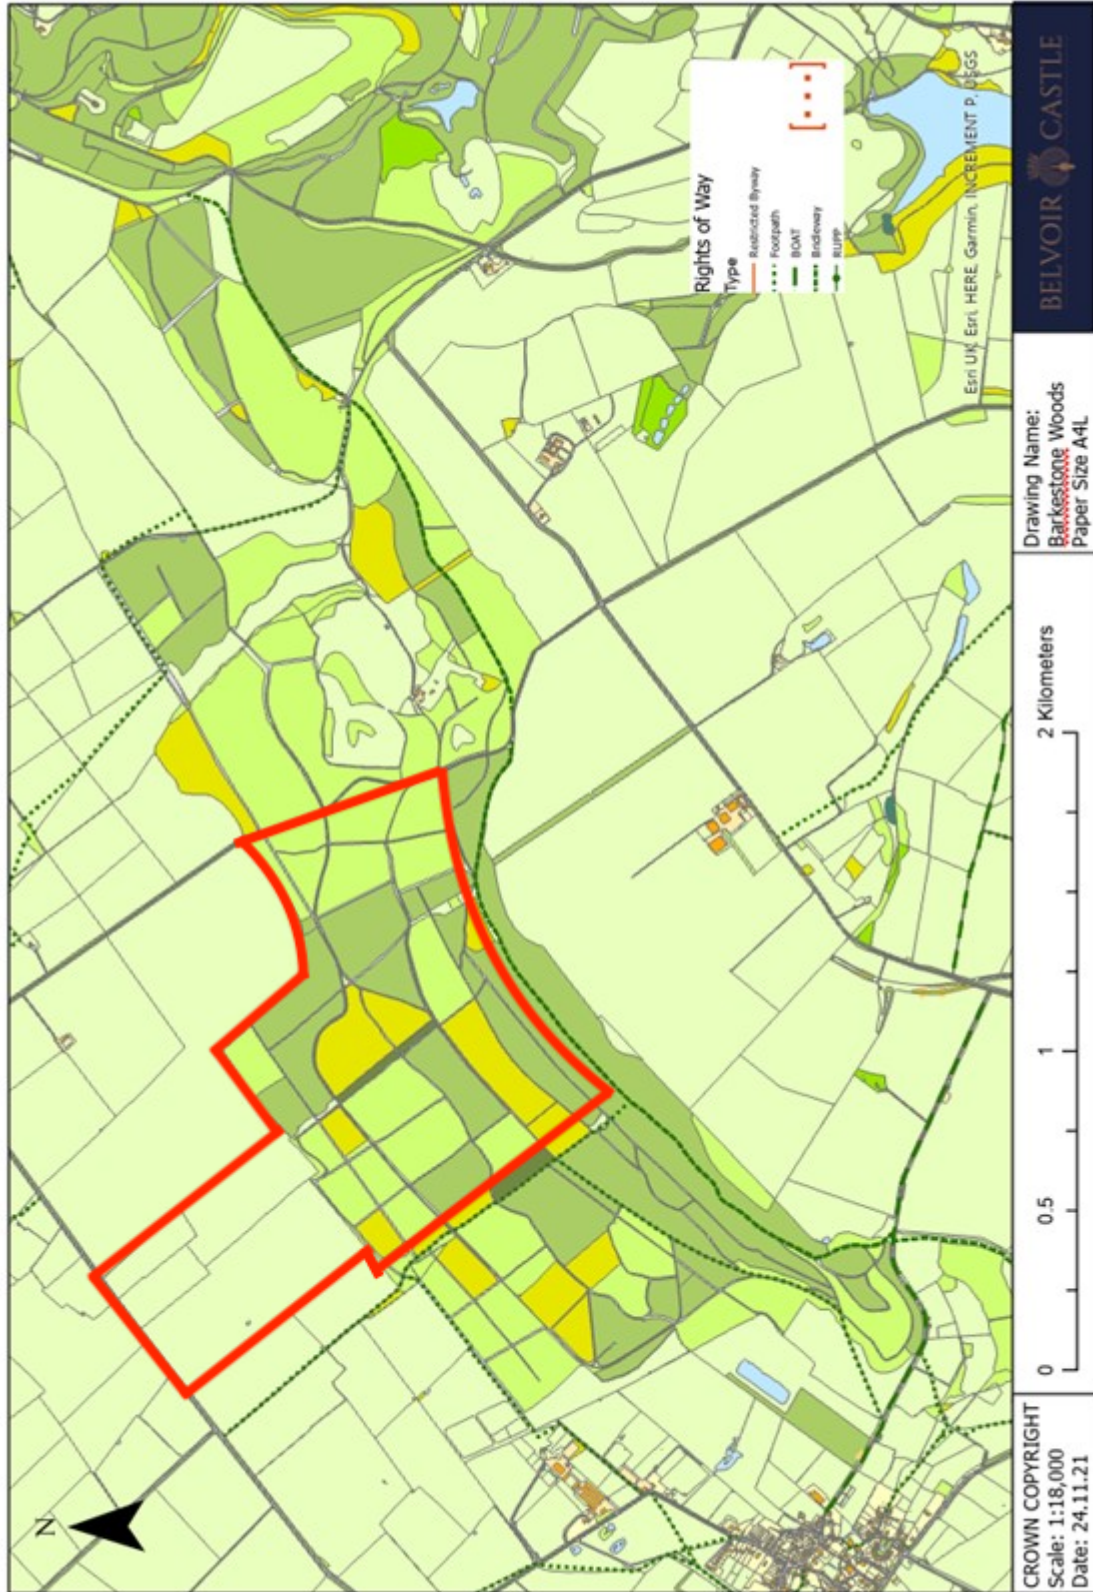 N
Rights of Way
Type
Restricted Byway
Footpath
BOAT
Bridleway
RUPP
Esri UK, Esri, HERE, Garmin, INCREMENT P, USGS
CROWN COPYRIGHT
Scale: 1:18,000
Date: 24.11.21
0 0.5 1 2 Kilometers
Drawing Name:
Barkestone Woods
Paper Size A4L
BELVOIR CASTLE